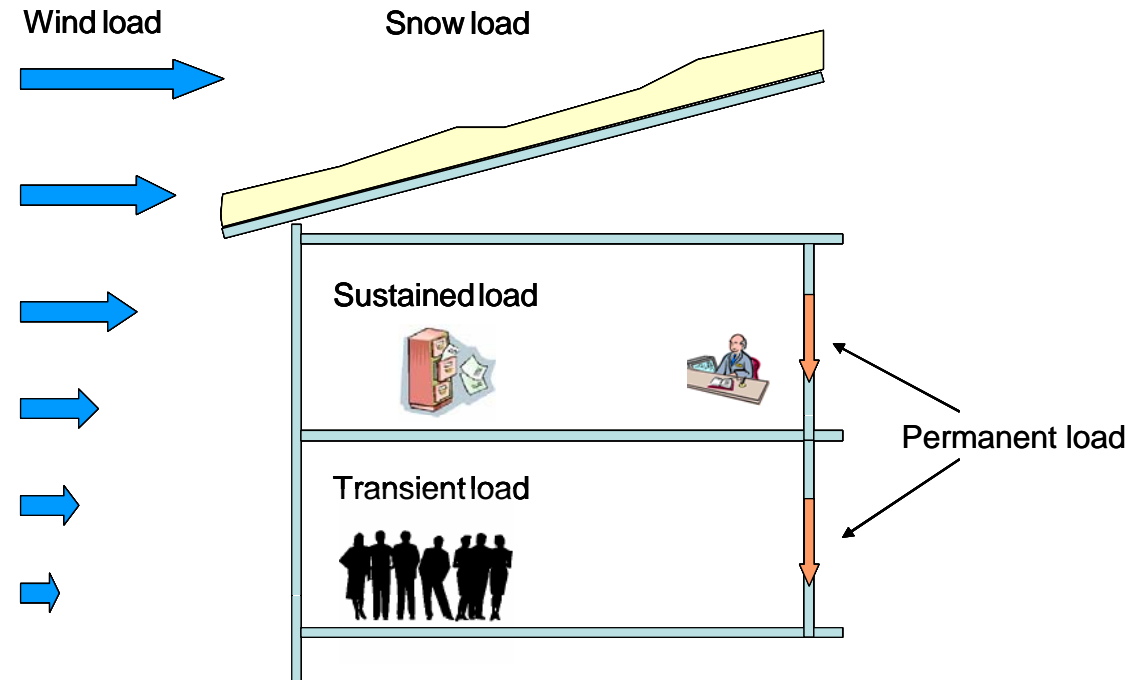 Wind load
Snow load
Sustained load
Permanent load
Transient load